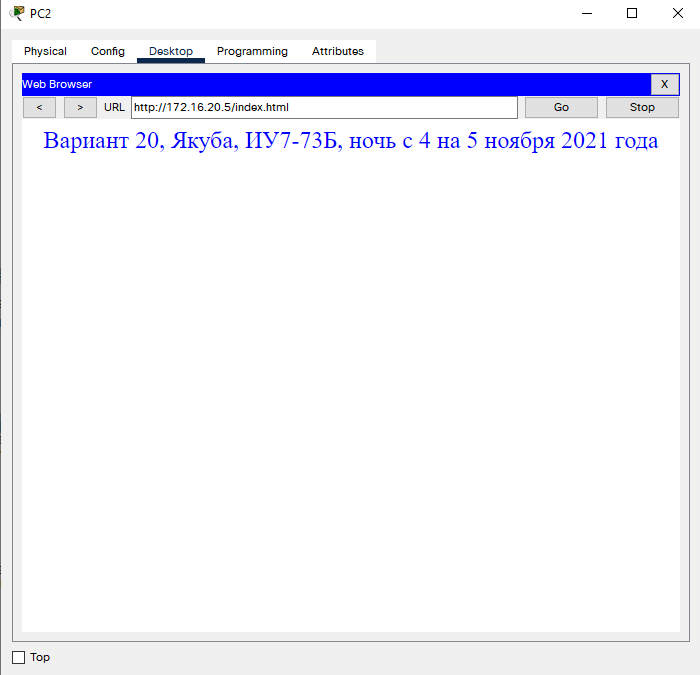 PC2
Physical Config Desktop Programming Attributes
Web Browser X
< > URL http://172.16.20.5/index.html Go Stop
Вариант 20, Якуба, ИУ7-73Б, ночь с 4 на 5 ноября 2021 года
Top